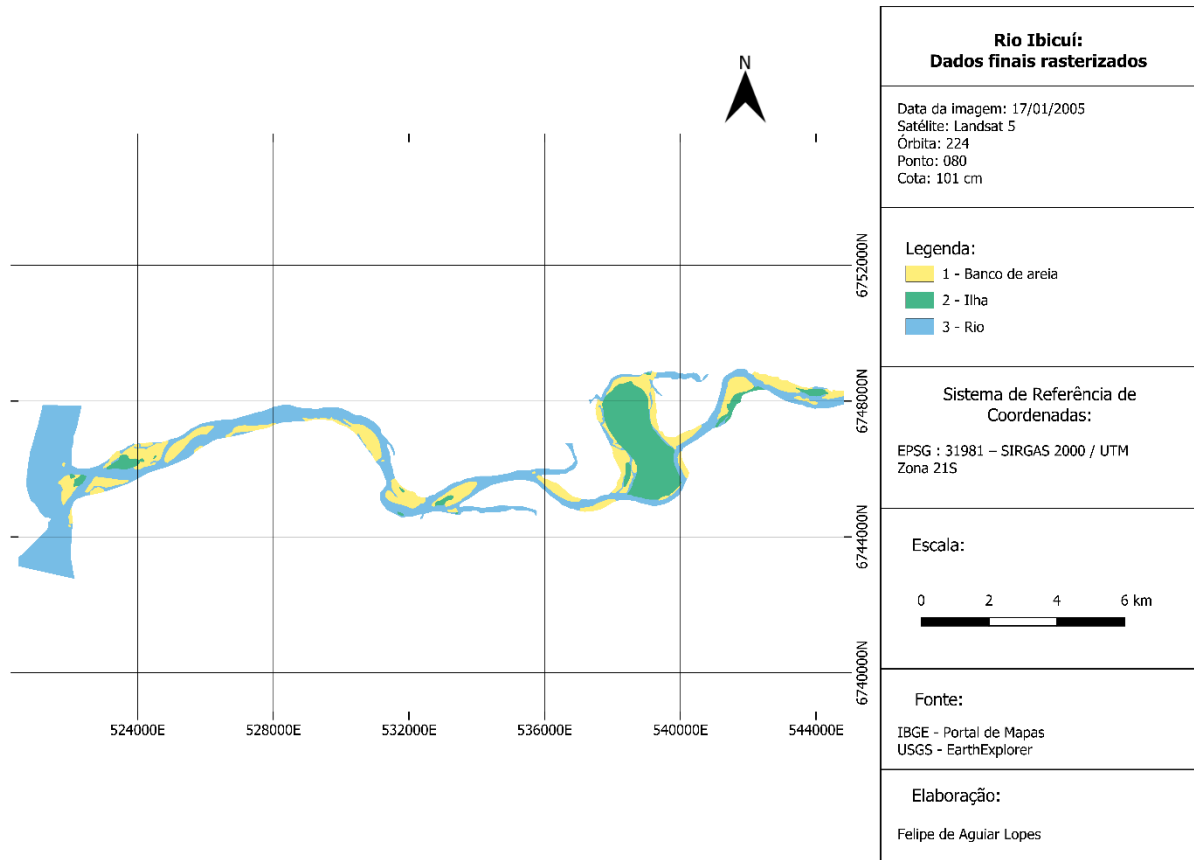 N
6752000N
6748000N
6744000N
6740000N
524000E
528000E
532000E
536000E
540000E
544000E
Rio Ibicuí:
Dados finais rasterizados
Data da imagem: 17/01/2005
Satélite: Landsat 5
Órbita: 224
Ponto: 080
Cota: 101 cm
Legenda:
1 - Banco de areia
2 - Ilha
3 - Rio
Sistema de Referência de
Coordenadas:
EPSG : 31981 – SIRGAS 2000 / UTM
Zona 21S
Escala:
0 2 4 6 km
Fonte:
IBGE - Portal de Mapas
USGS - EarthExplorer
Elaboração:
Felipe de Aguiar Lopes